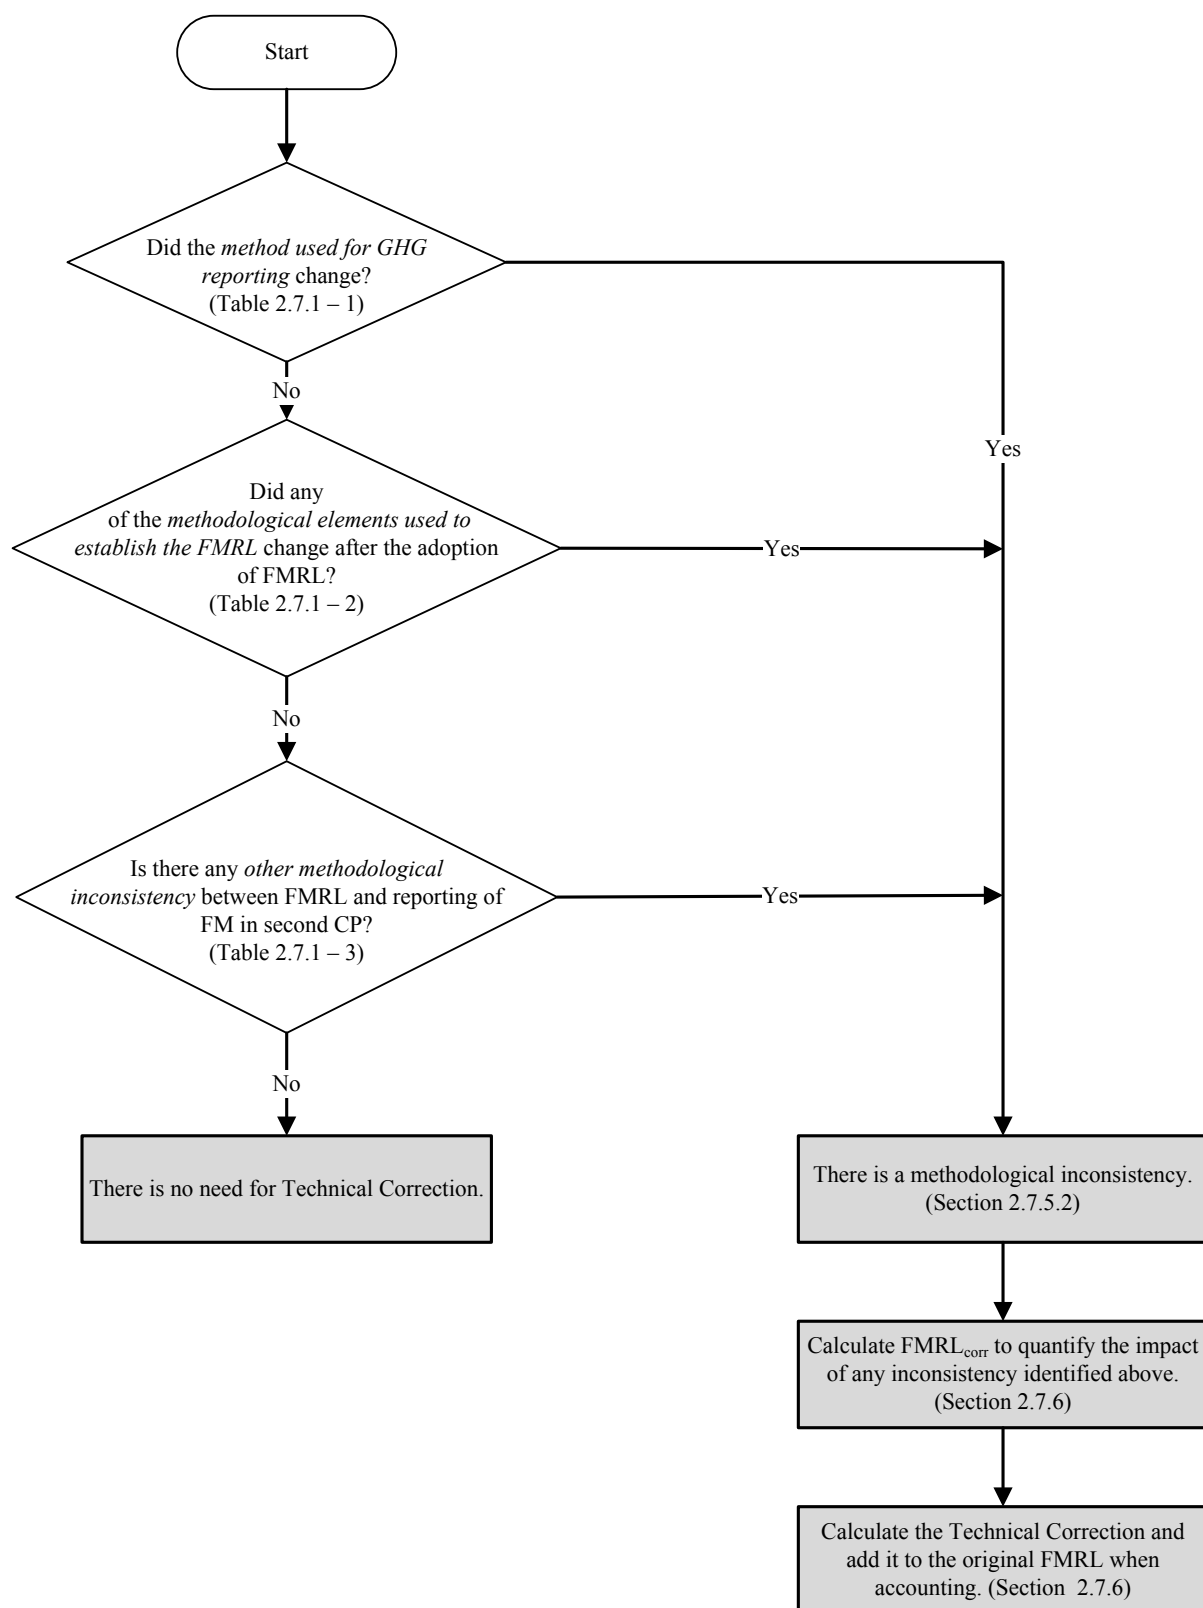 Start
Did the method used for GHG
reporting change?
(Table 2.7.1 – 1)
No
Yes
Did any
of the methodological elements used to
establish the FMRL change after the adoption
of FMRL?
(Table 2.7.1 – 2)
Yes
No
Is there any other methodological
inconsistency between FMRL and reporting of
FM in second CP?
(Table 2.7.1 – 3)
Yes
No
There is no need for Technical Correction.
There is a methodological inconsistency.
(Section 2.7.5.2)
Calculate FMRLcorr to quantify the impact
of any inconsistency identified above.
(Section 2.7.6)
Calculate the Technical Correction and
add it to the original FMRL when
accounting. (Section 2.7.6)